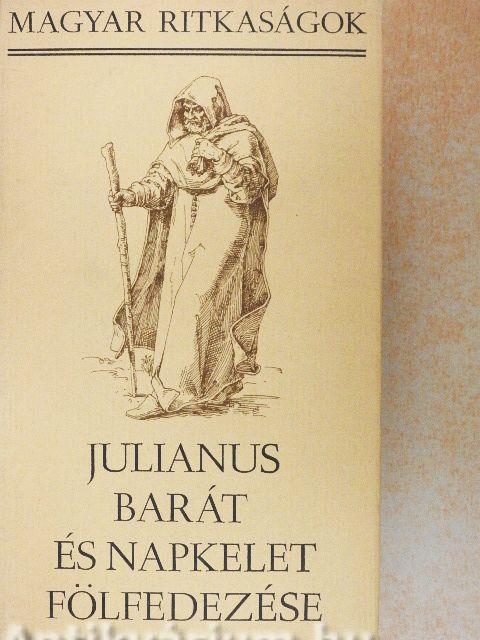 MAGYAR RITKASÁGOK
JULIANUS
BARÁT
ÉS NAPKELET
FÖLFEDEZÉSE